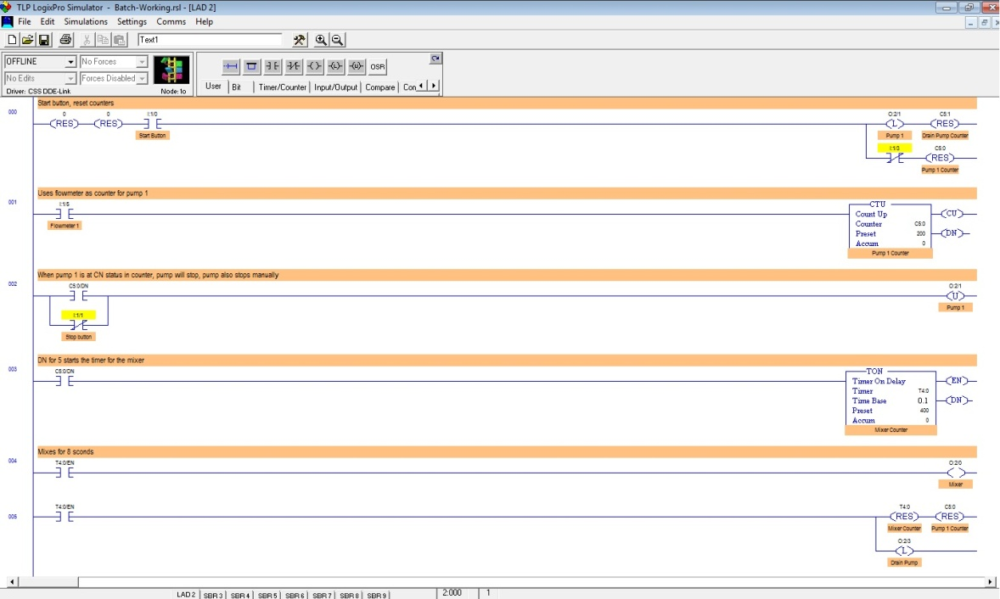 TLP LogixPro Simulator - Batch-Working.rsl - [LAD 2]
File Edit Simulations Settings Comms Help
Text1
OFFLINE No Forces
No Edits Forces Disabled
Driver: CSS DDE-Link Node: 1o
OSR
User Bit Timer/Counter Input/Output Compare Con
Start button, reset counters
000
0 0 I:1/0 O:2/1 C5:1
(RES) (RES) (L) (RES)
Start Button Pump 1 Drain Pump Counter
I:1/3 C5:0
(RES)
Pump 1 Counter
Uses flowmeter as counter for pump 1
001
I:1/5
Flowmeter 1
CTU
Count Up (CU)
Counter C5:0
Preset 200 (DN)
Accum 0
Pump 1 Counter
When pump 1 is at CN status in counter, pump will stop, pump also stops manually
002
C5:0/DN O:2/1
(U)
I:1/1 Pump 1
Stop button
DN for 5 starts the timer for the mixer
003
C5:0/DN
TON
Timer On Delay (EN)
Timer T4:0
Time Base 0.1 (DN)
Preset 400
Accum 0
Mixer Counter
Mixes for 8 sconds
004
T4:0/EN O:2/0
Mixer
005
T4:0/EN T4:0 C5:0
(RES) (RES)
Mixer Counter Pump 1 Counter
O:2/3
(L)
Drain Pump
LAD 2 SBR 3 SBR 4 SBR 5 SBR 6 SBR 7 SBR 8 SBR 9 2:000 1